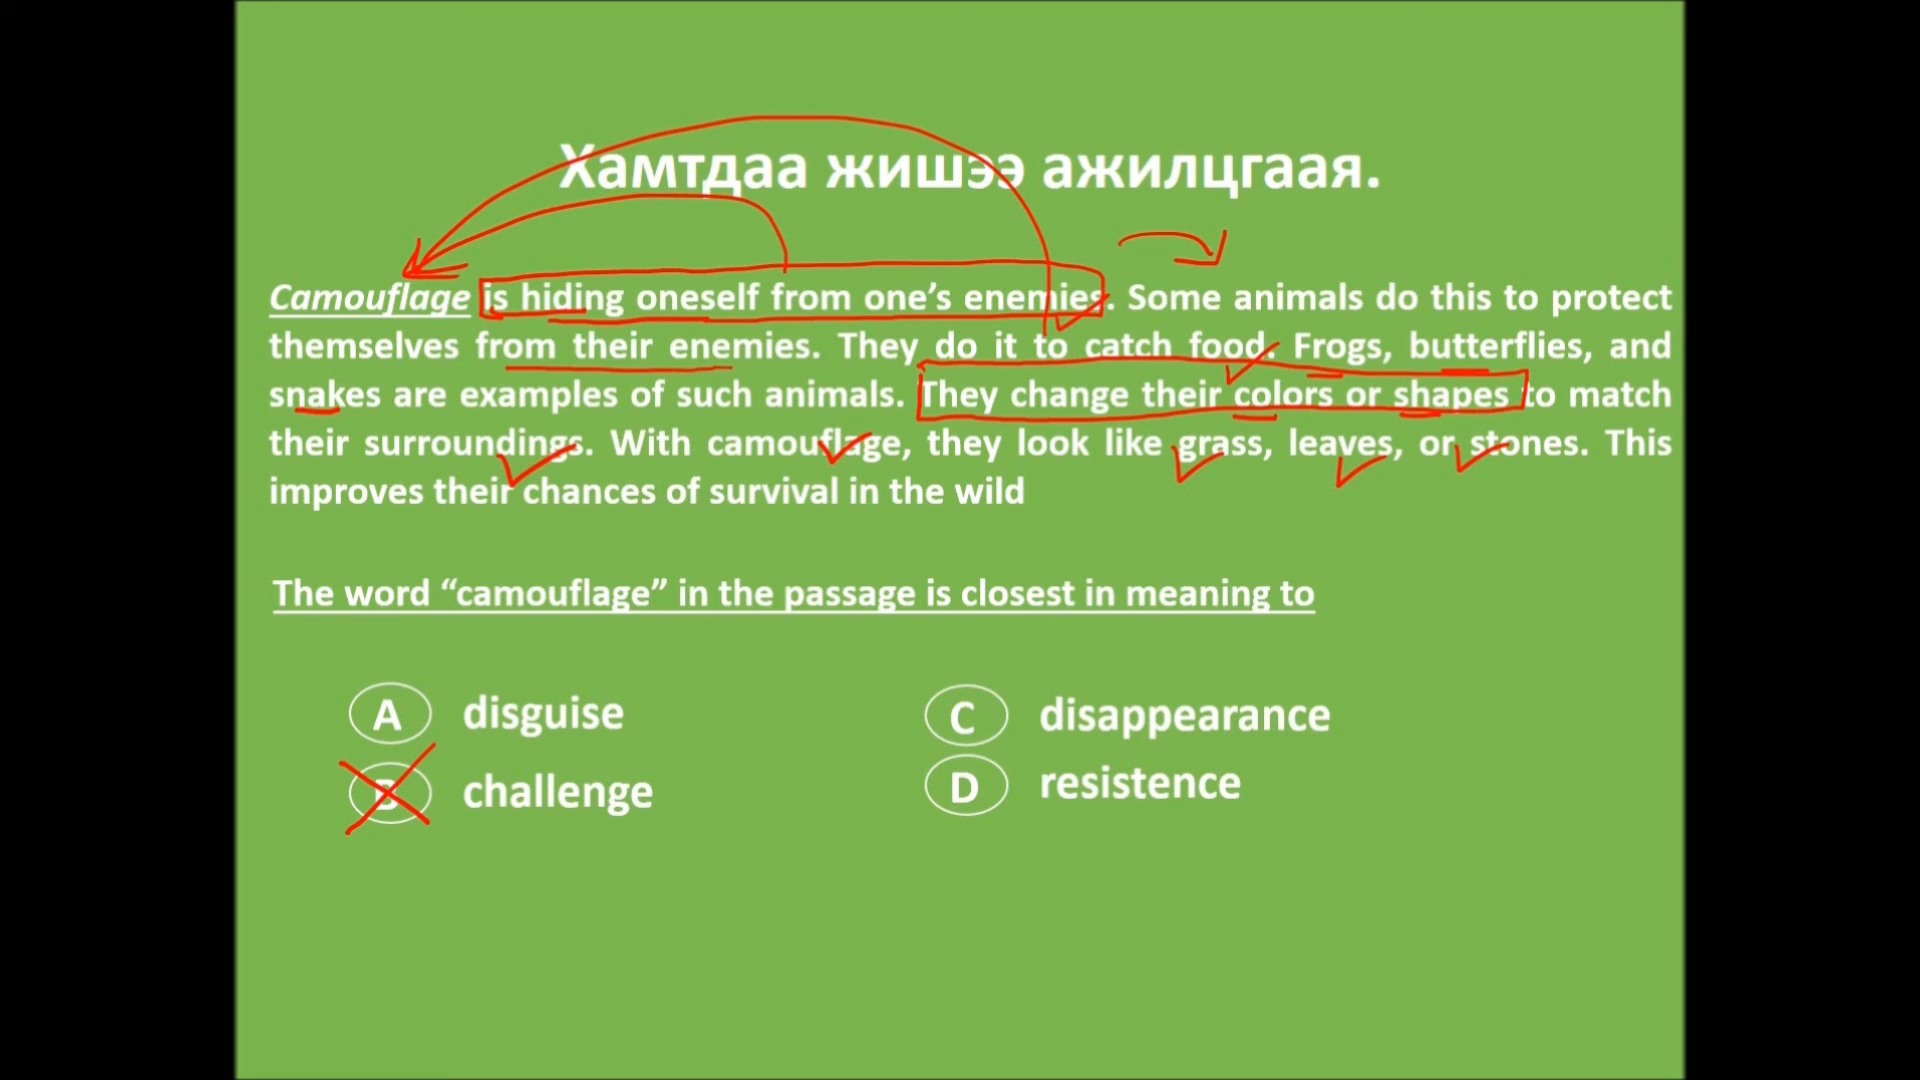 Хамтдаа жишээ ажилцгаая.
Camouflage is hiding oneself from one’s enemies. Some animals do this to protect
themselves from their enemies. They do it to catch food. Frogs, butterflies, and
snakes are examples of such animals. They change their colors or shapes to match
their surroundings. With camouflage, they look like grass, leaves, or stones. This
improves their chances of survival in the wild
The word “camouflage” in the passage is closest in meaning to
A disguise
B challenge
C disappearance
D resistence